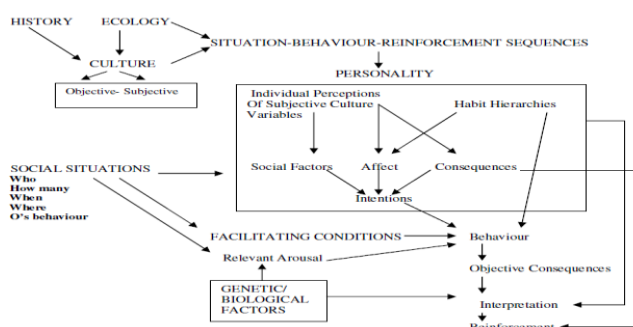 HISTORY ECOLOGY
SITUATION-BEHAVIOUR-REINFORCEMENT SEQUENCES
CULTURE
PERSONALITY
Objective- Subjective
Individual Perceptions
Of Subjective Culture
Variables
Habit Hierarchies
SOCIAL SITUATIONS
Who
How many
When
Where
O's behaviour
Social Factors Affect Consequences
Intentions
FACILITATING CONDITIONS Behaviour
Relevant Arousal
Objective Consequences
GENETIC/
BIOLOGICAL
FACTORS
Interpretation
Reinforcement